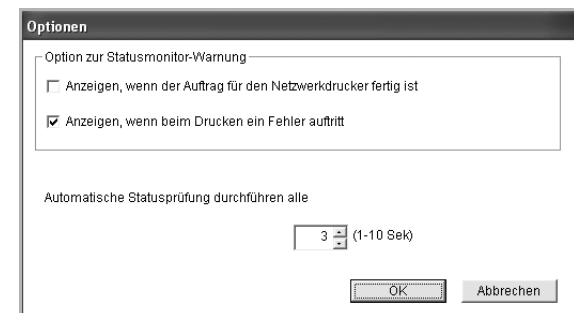 Optionen
Option zur Statusmonitor-Warnung
Anzeigen, wenn der Auftrag für den Netzwerkdrucker fertig ist
Anzeigen, wenn beim Drucken ein Fehler auftritt
Automatische Statusprüfung durchführen alle
3 (1-10 Sek)
OK Abbrechen